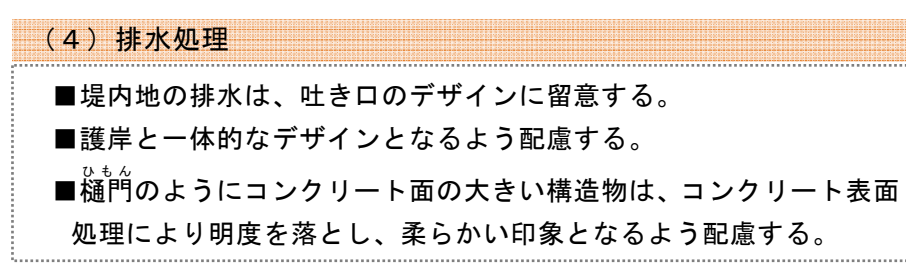 （４）排水処理
■堤内地の排水は、吐き口のデザインに留意する。
■護岸と一体的なデザインとなるよう配慮する。
ひもん
■樋門のようにコンクリート面の大きい構造物は、コンクリート表面
処理により明度を落とし、柔らかい印象となるよう配慮する。